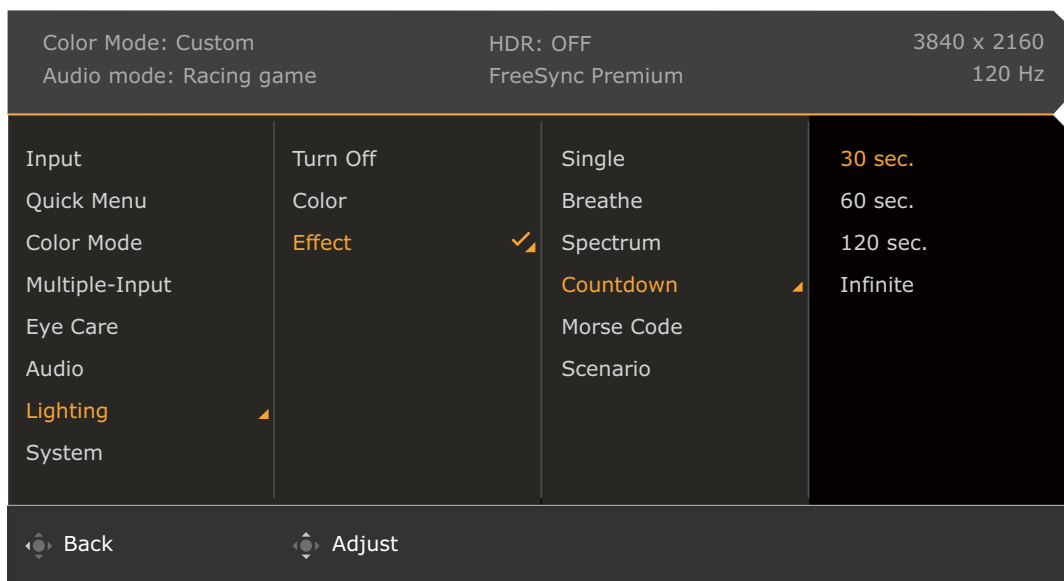 Color Mode: Custom
HDR: OFF
3840 x 2160
Audio mode: Racing game
FreeSync Premium
120 Hz
Input
Quick Menu
Color Mode
Multiple-Input
Eye Care
Audio
Lighting
System
Turn Off
Color
Effect
Single
Breathe
Spectrum
Countdown
Morse Code
Scenario
30 sec.
60 sec.
120 sec.
Infinite
Back
Adjust